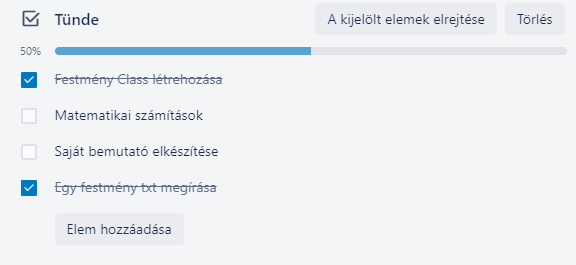 Tünde
A kijelölt elemek elrejtése
Törlés
50%
Festmény Class létrehozása
Matematikai számítások
Saját bemutató elkészítése
Egy festmény txt megírása
Elem hozzáadása